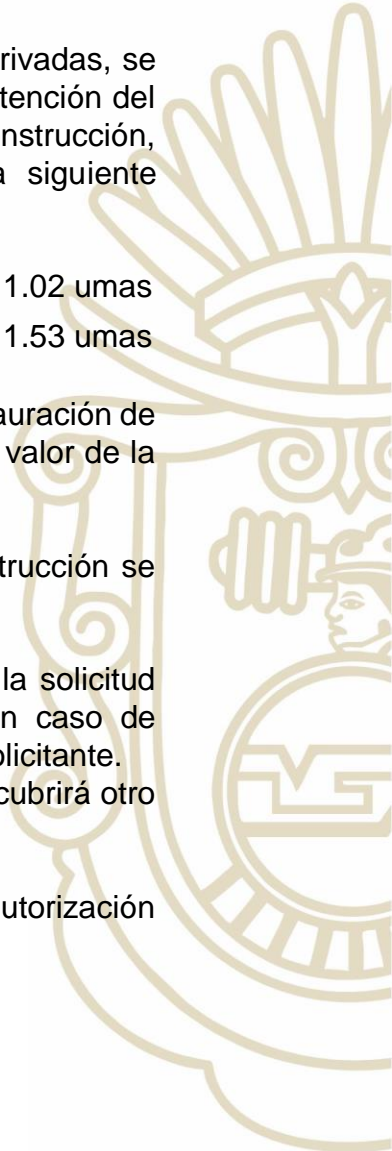 rivadas, se
tención del
nstrucción,
a siguiente
1.02 umas
1.53 umas
auración de
valor de la
trucción se
la solicitud
n caso de
olicitante.
cubrirá otro
utorización